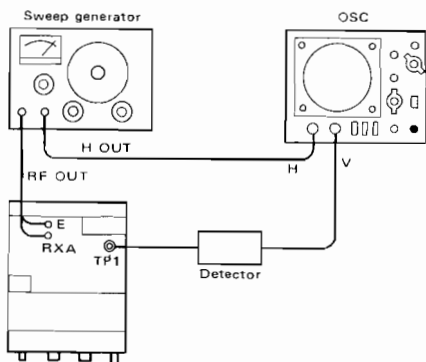 Sweep generator
OSC
H OUT
H
V
RF OUT
E
RXA
TP1
Detector